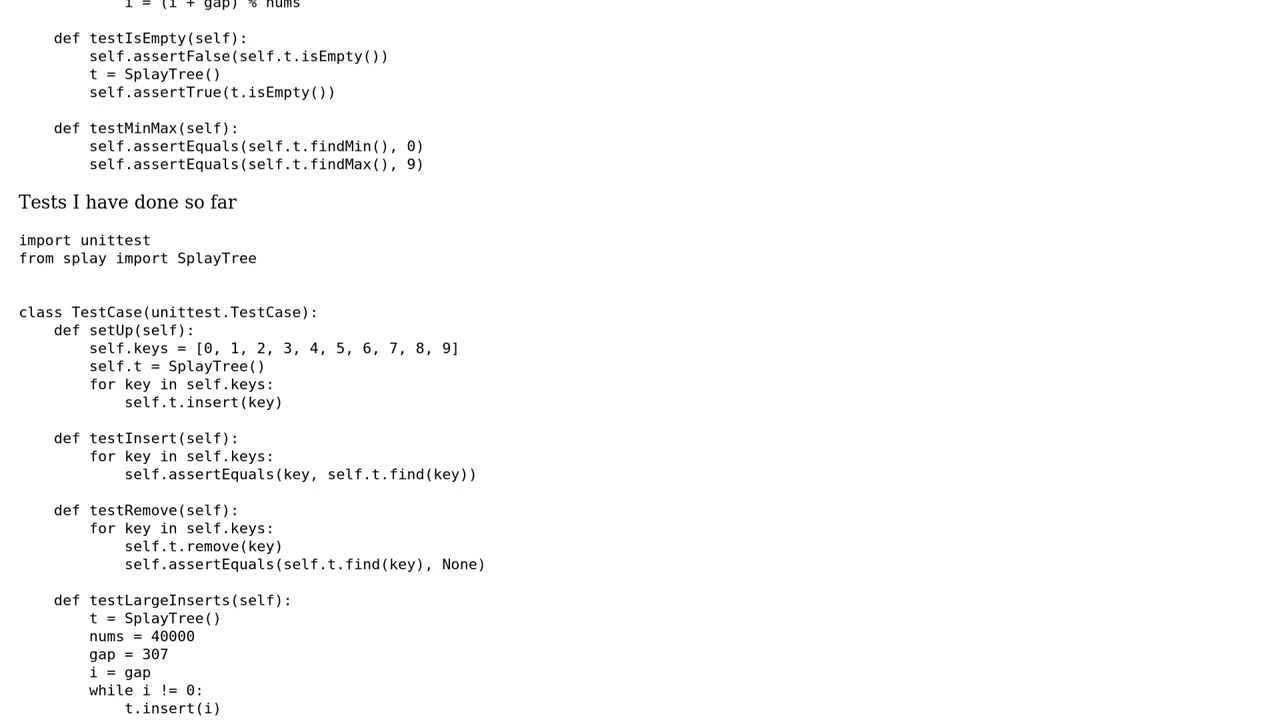 i = (i + gap) % nums
def testIsEmpty(self):
self.assertFalse(self.t.isEmpty())
t = SplayTree()
self.assertTrue(t.isEmpty())
def testMinMax(self):
self.assertEquals(self.t.findMin(), 0)
self.assertEquals(self.t.findMax(), 9)
Tests I have done so far
import unittest
from splay import SplayTree
class TestCase(unittest.TestCase):
def setUp(self):
self.keys = [0, 1, 2, 3, 4, 5, 6, 7, 8, 9]
self.t = SplayTree()
for key in self.keys:
self.t.insert(key)
def testInsert(self):
for key in self.keys:
self.assertEquals(key, self.t.find(key))
def testRemove(self):
for key in self.keys:
self.t.remove(key)
self.assertEquals(self.t.find(key), None)
def testLargeInserts(self):
t = SplayTree()
nums = 40000
gap = 307
i = gap
while i != 0:
t.insert(i)